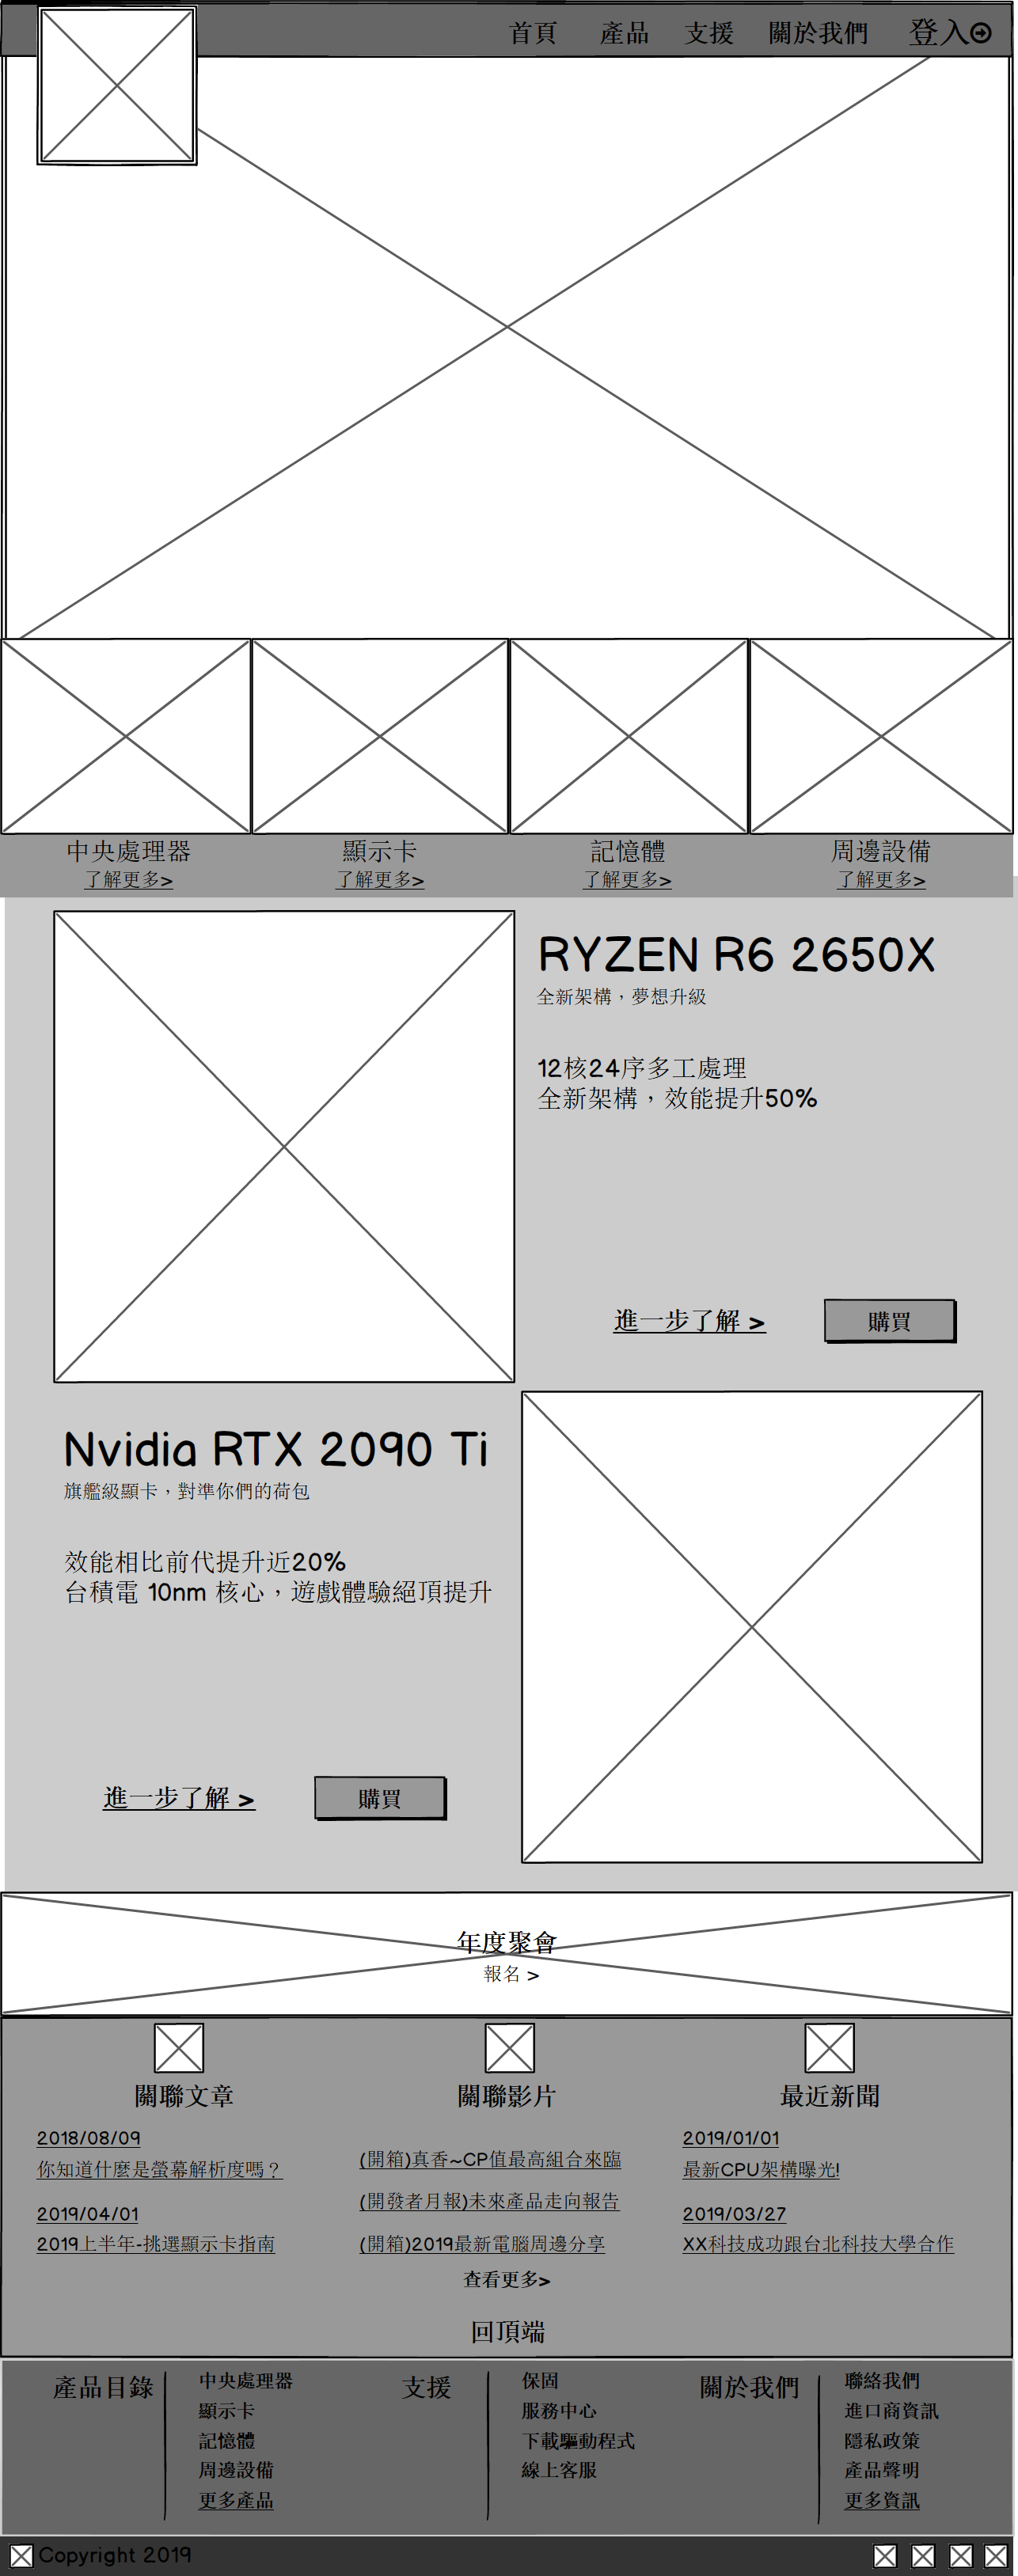 首頁 產品 支援 關於我們 登入
中央處理器 顯示卡 記憶體 周邊設備
了解更多> 了解更多> 了解更多> 了解更多>
RYZEN R6 2650X
全新架構，夢想升級
12核24序多工處理
全新架構，效能提升50%
進一步了解 > 購買
Nvidia RTX 2090 Ti
旗艦級顯卡，對準你們的荷包
效能相比前代提升近20%
台積電 10nm 核心，遊戲體驗絕頂提升
進一步了解 > 購買
年度聚會
報名 >
關聯文章
2018/08/09
你知道什麼是螢幕解析度嗎？
2019/04/01
2019上半年-挑選顯示卡指南
關聯影片
(開箱)真香~CP值最高組合來臨
(開發者月報)未來產品走向報告
(開箱)2019最新電腦周邊分享
最近新聞
2019/01/01
最新CPU架構曝光!
2019/03/27
XX科技成功跟台北科技大學合作
查看更多>
回頂端
產品目錄
中央處理器
顯示卡
記憶體
周邊設備
更多產品
支援
保固
服務中心
下載驅動程式
線上客服
關於我們
聯絡我們
進口商資訊
隱私政策
產品聲明
更多資訊
Copyright 2019